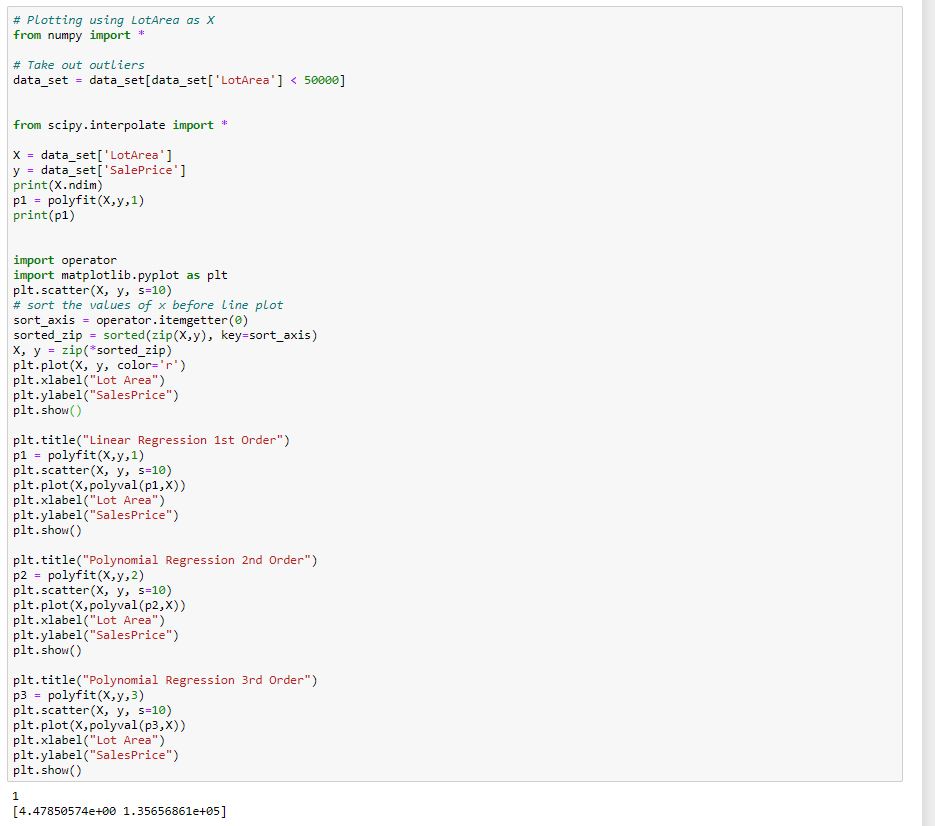 # Plotting using LotArea as X
from numpy import *
# Take out outliers
data_set = data_set[data_set['LotArea'] < 50000]
from scipy.interpolate import *
X = data_set['LotArea']
y = data_set['SalePrice']
print(X.ndim)
p1 = polyfit(X,y,1)
print(p1)
import operator
import matplotlib.pyplot as plt
plt.scatter(X, y, s=10)
# sort the values of x before line plot
sort_axis = operator.itemgetter(0)
sorted_zip = sorted(zip(X,y), key=sort_axis)
X, y = zip(*sorted_zip)
plt.plot(X, y, color='r')
plt.xlabel("Lot Area")
plt.ylabel("SalesPrice")
plt.show()
plt.title("Linear Regression 1st Order")
p1 = polyfit(X,y,1)
plt.scatter(X, y, s=10)
plt.plot(X,polyval(p1,X))
plt.xlabel("Lot Area")
plt.ylabel("SalesPrice")
plt.show()
plt.title("Polynomial Regression 2nd Order")
p2 = polyfit(X,y,2)
plt.scatter(X, y, s=10)
plt.plot(X,polyval(p2,X))
plt.xlabel("Lot Area")
plt.ylabel("SalesPrice")
plt.show()
plt.title("Polynomial Regression 3rd Order")
p3 = polyfit(X,y,3)
plt.scatter(X, y, s=10)
plt.plot(X,polyval(p3,X))
plt.xlabel("Lot Area")
plt.ylabel("SalesPrice")
plt.show()
1
[4.47850574e+00 1.35656861e+05]